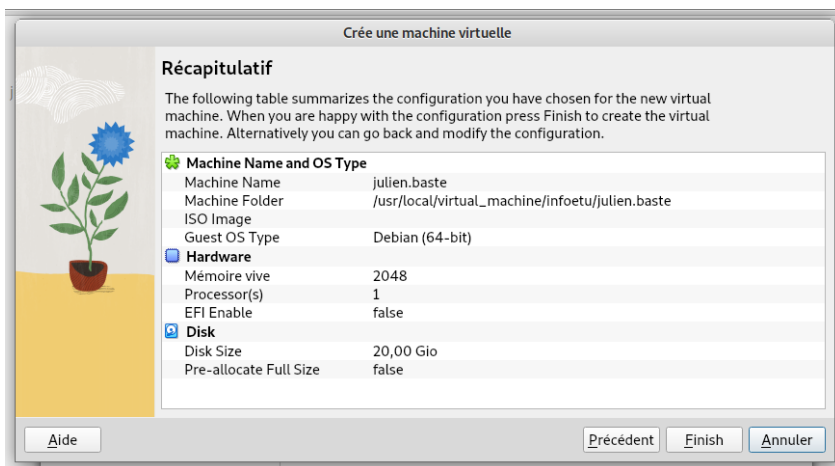 Crée une machine virtuelle
Récapitulatif
The following table summarizes the configuration you have chosen for the new virtual
machine. When you are happy with the configuration press Finish to create the virtual
machine. Alternatively you can go back and modify the configuration.
Machine Name and OS Type
Machine Name julien.baste
Machine Folder /usr/local/virtual_machine/infoetu/julien.baste
ISO Image
Guest OS Type Debian (64-bit)
Hardware
Mémoire vive 2048
Processor(s) 1
EFI Enable false
Disk
Disk Size 20,00 Gio
Pre-allocate Full Size false
Aide Précédent Finish Annuler